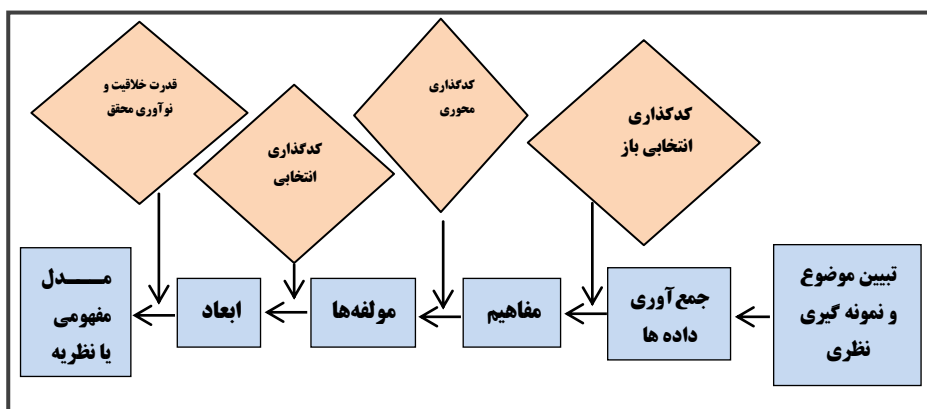 قدرت خلاقیت و
نوآوری محقق
کدگذاری
محوری
کدگذاری
انتخابی
کدگذاری
انتخابی باز
تبیین موضوع
و نمونه گیری
نظری
جمع‌آوری
داده ها
مفاهیم
مولفه‌ها
ابعاد
مـــــدل
مفهومی
یا نظریه